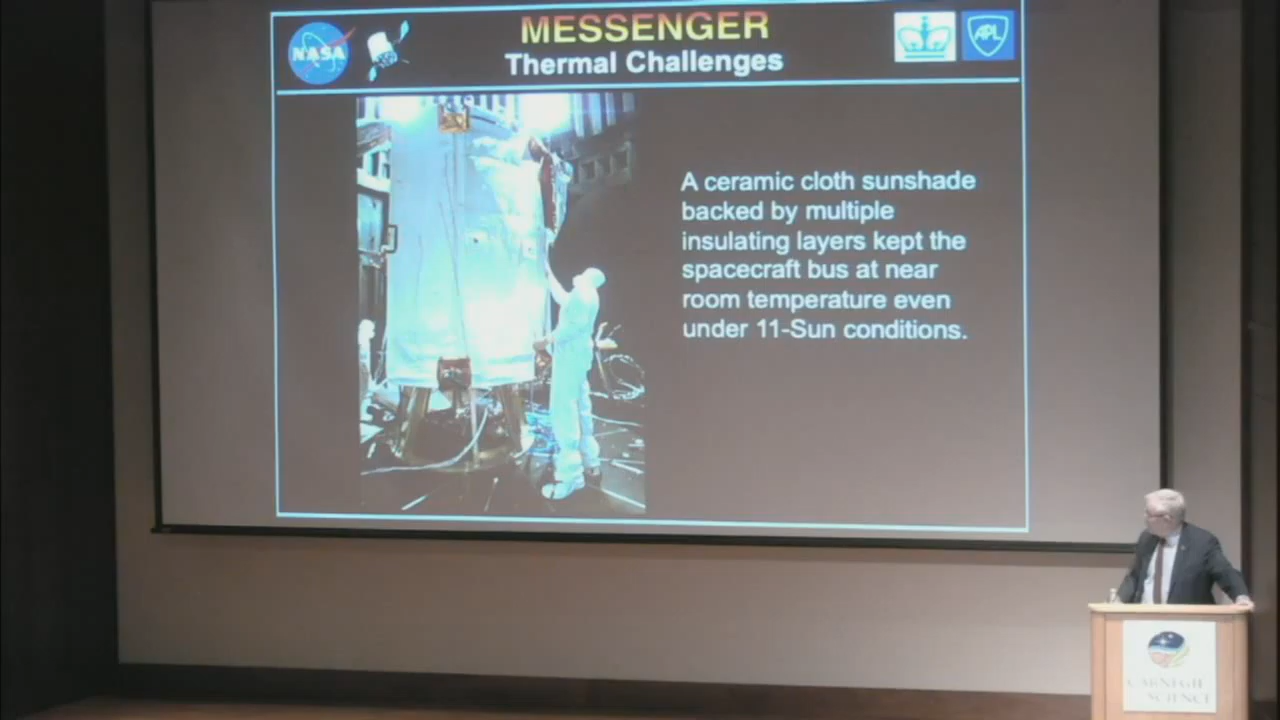 NASA
MESSENGER
Thermal Challenges
APL
A ceramic cloth sunshade
backed by multiple
insulating layers kept the
spacecraft bus at near
room temperature even
under 11-Sun conditions.
CARNEGIE
SCIENCE